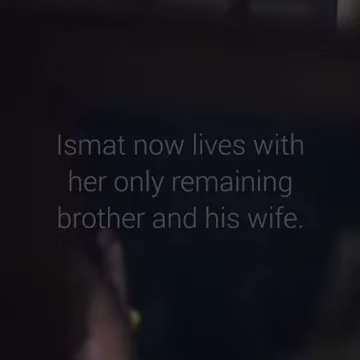 Ismat now lives with
her only remaining
brother and his wife.